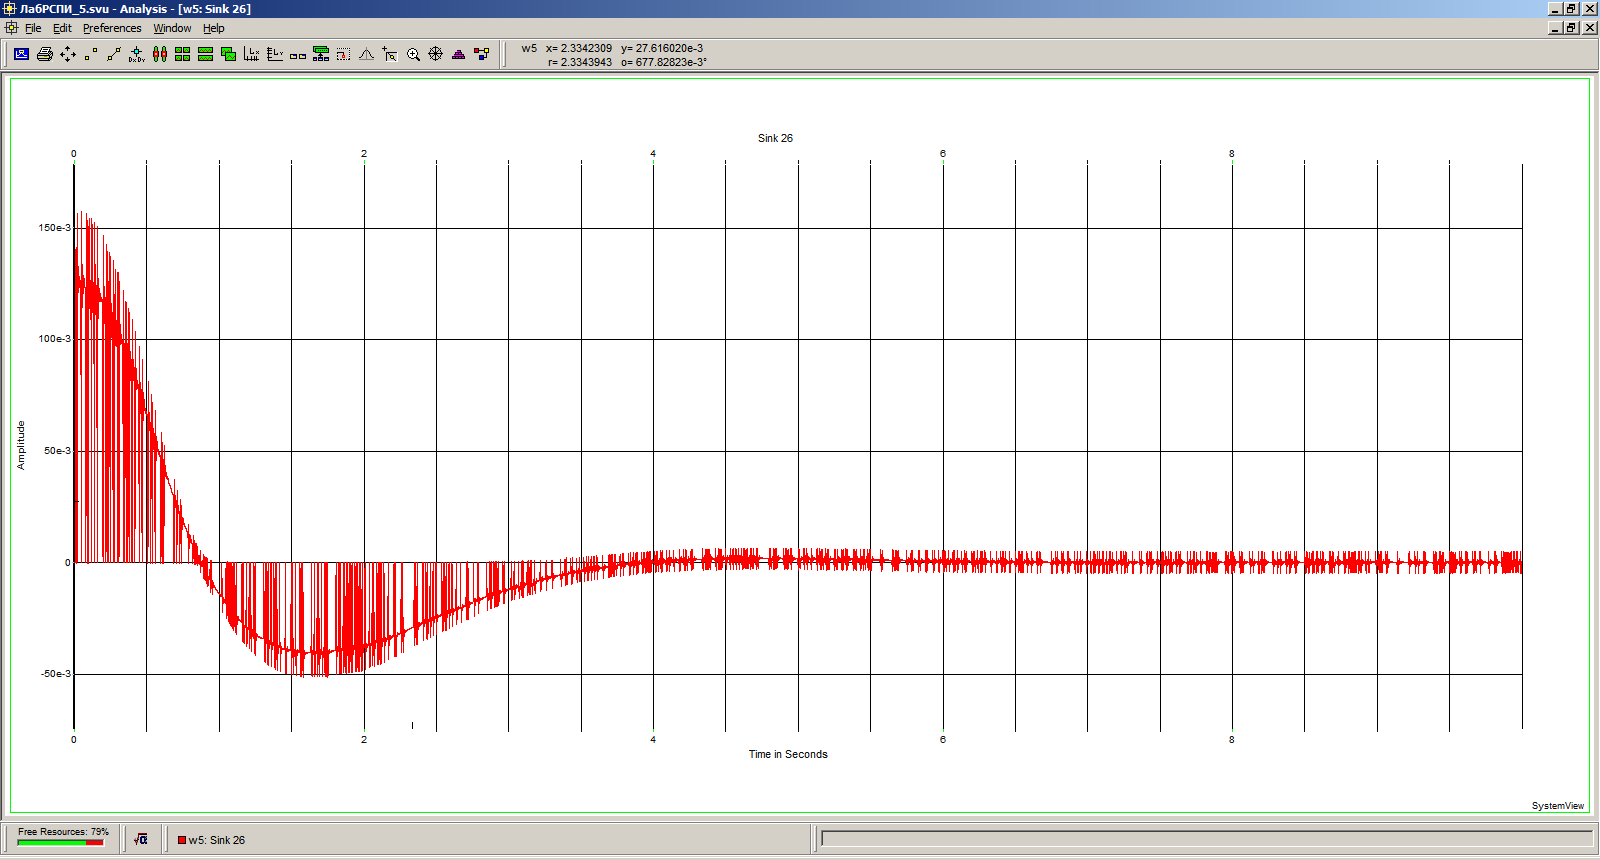 ЛабРСПИ_5.svu - Analysis - [w5: Sink 26]
File Edit Preferences Window Help
w5 x= 2.3342309 y= 27.616020e-3
r= 2.3343943 o= 677.82823e-3°
Sink 26
0 2 4 6 8
150e-3
100e-3
50e-3
0
-50e-3
Amplitude
0 2 4 6 8
Time in Seconds
SystemView
Free Resources: 79%
√α
w5: Sink 26